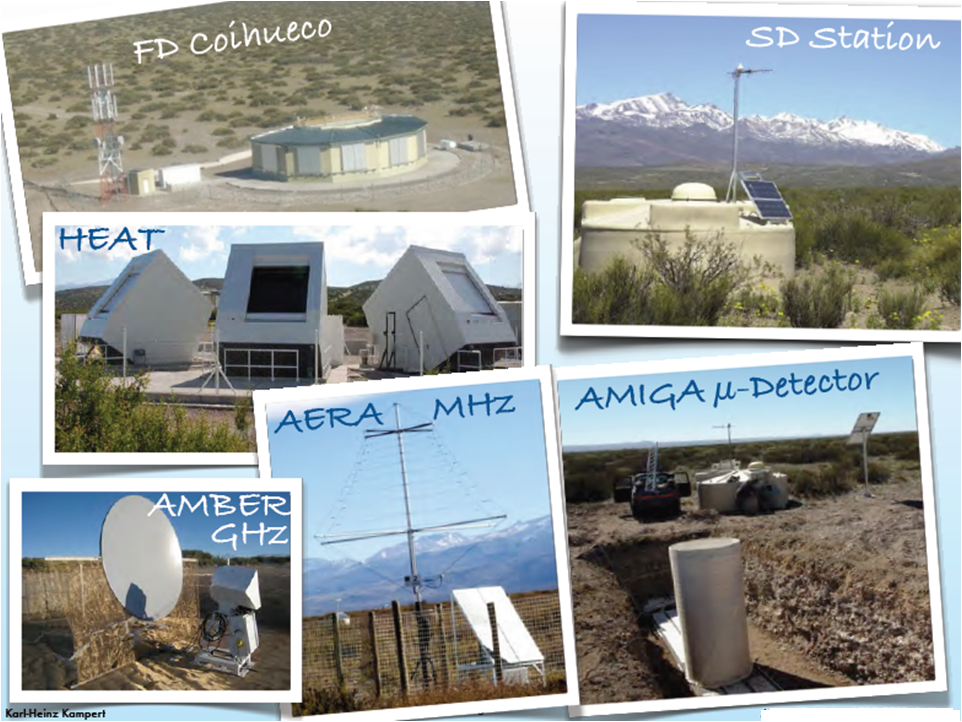 FD Coihueco
SD Station
HEAT
AERA MHz
AMIGA μ-Detector
AMBER
GHz
Karl-Heinz Kampert